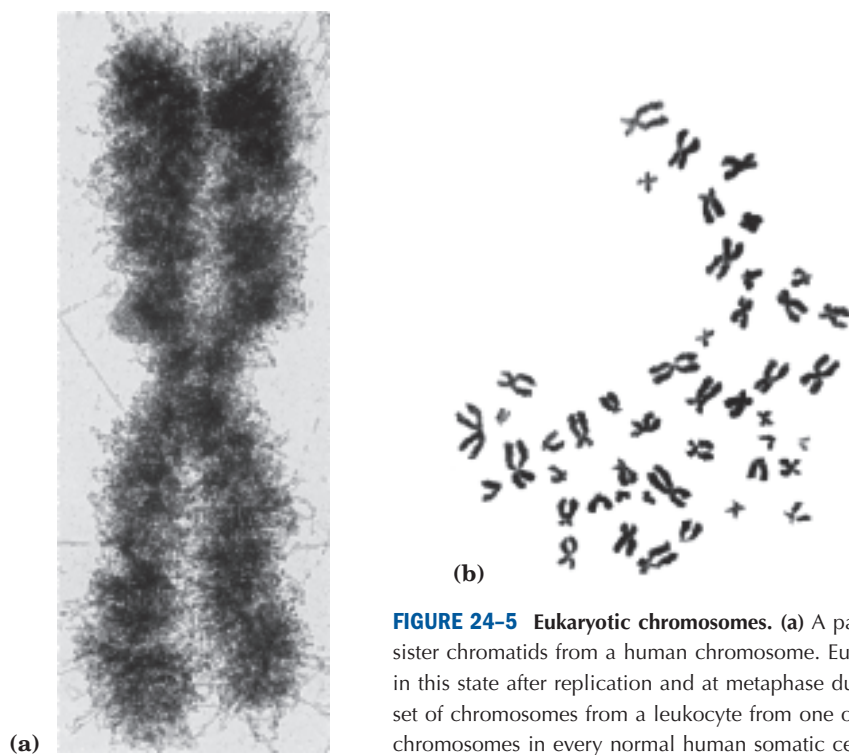 (a)
(b)
FIGURE 24–5 Eukaryotic chromosomes. (a) A pa
sister chromatids from a human chromosome. Eu
in this state after replication and at metaphase du
set of chromosomes from a leukocyte from one o
chromosomes in every normal human somatic ce